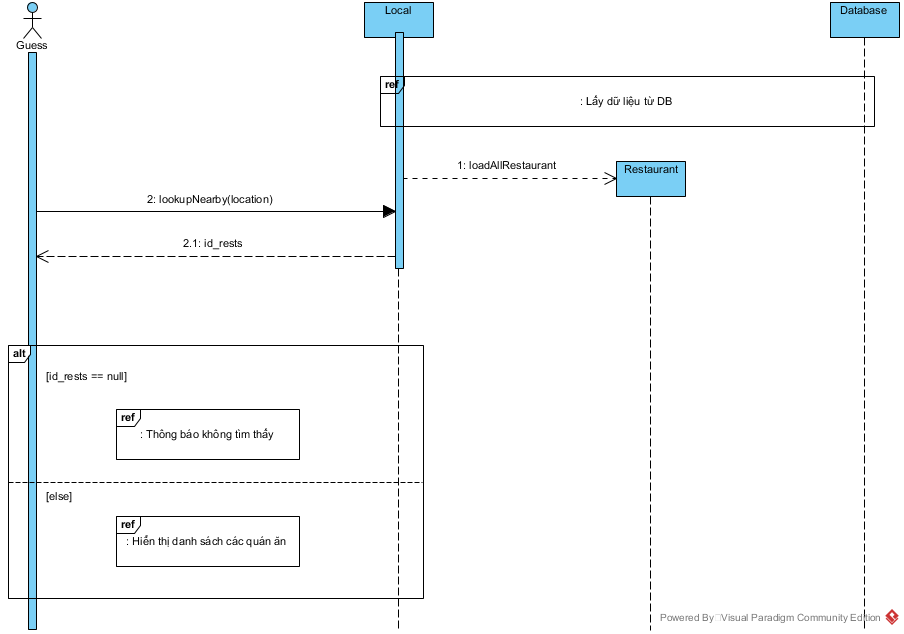 Local
Database
Guess
ref
: Lấy dữ liệu từ DB
1: loadAllRestaurant
Restaurant
2: lookupNearby(location)
2.1: id_rests
alt
[id_rests == null]
ref
: Thông báo không tìm thấy
[else]
ref
: Hiển thị danh sách các quán ăn
Powered By Visual Paradigm Community Edition